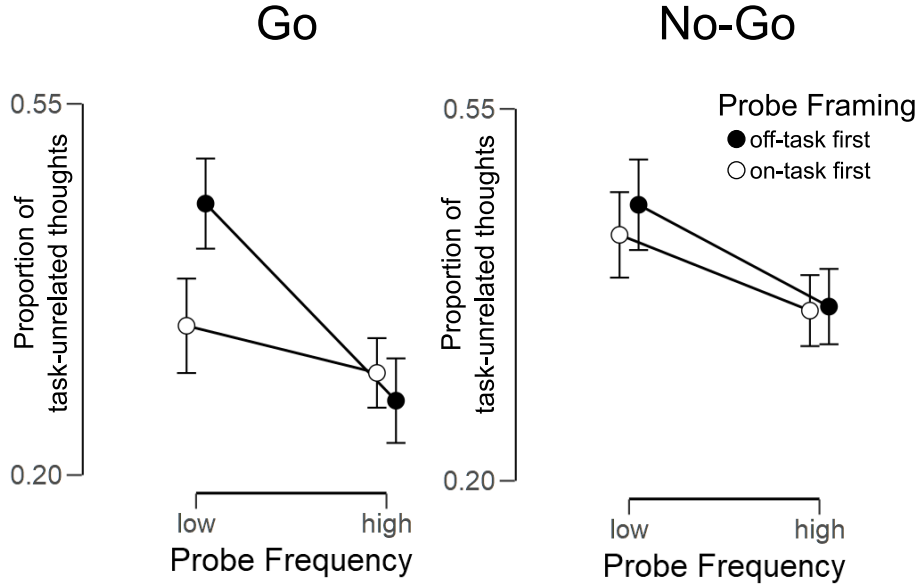 Go
0.55
Proportion of
task-unrelated thoughts
0.20
low
high
Probe Frequency
No-Go
0.55
Proportion of
task-unrelated thoughts
0.20
low
high
Probe Frequency
Probe Framing
off-task first
on-task first